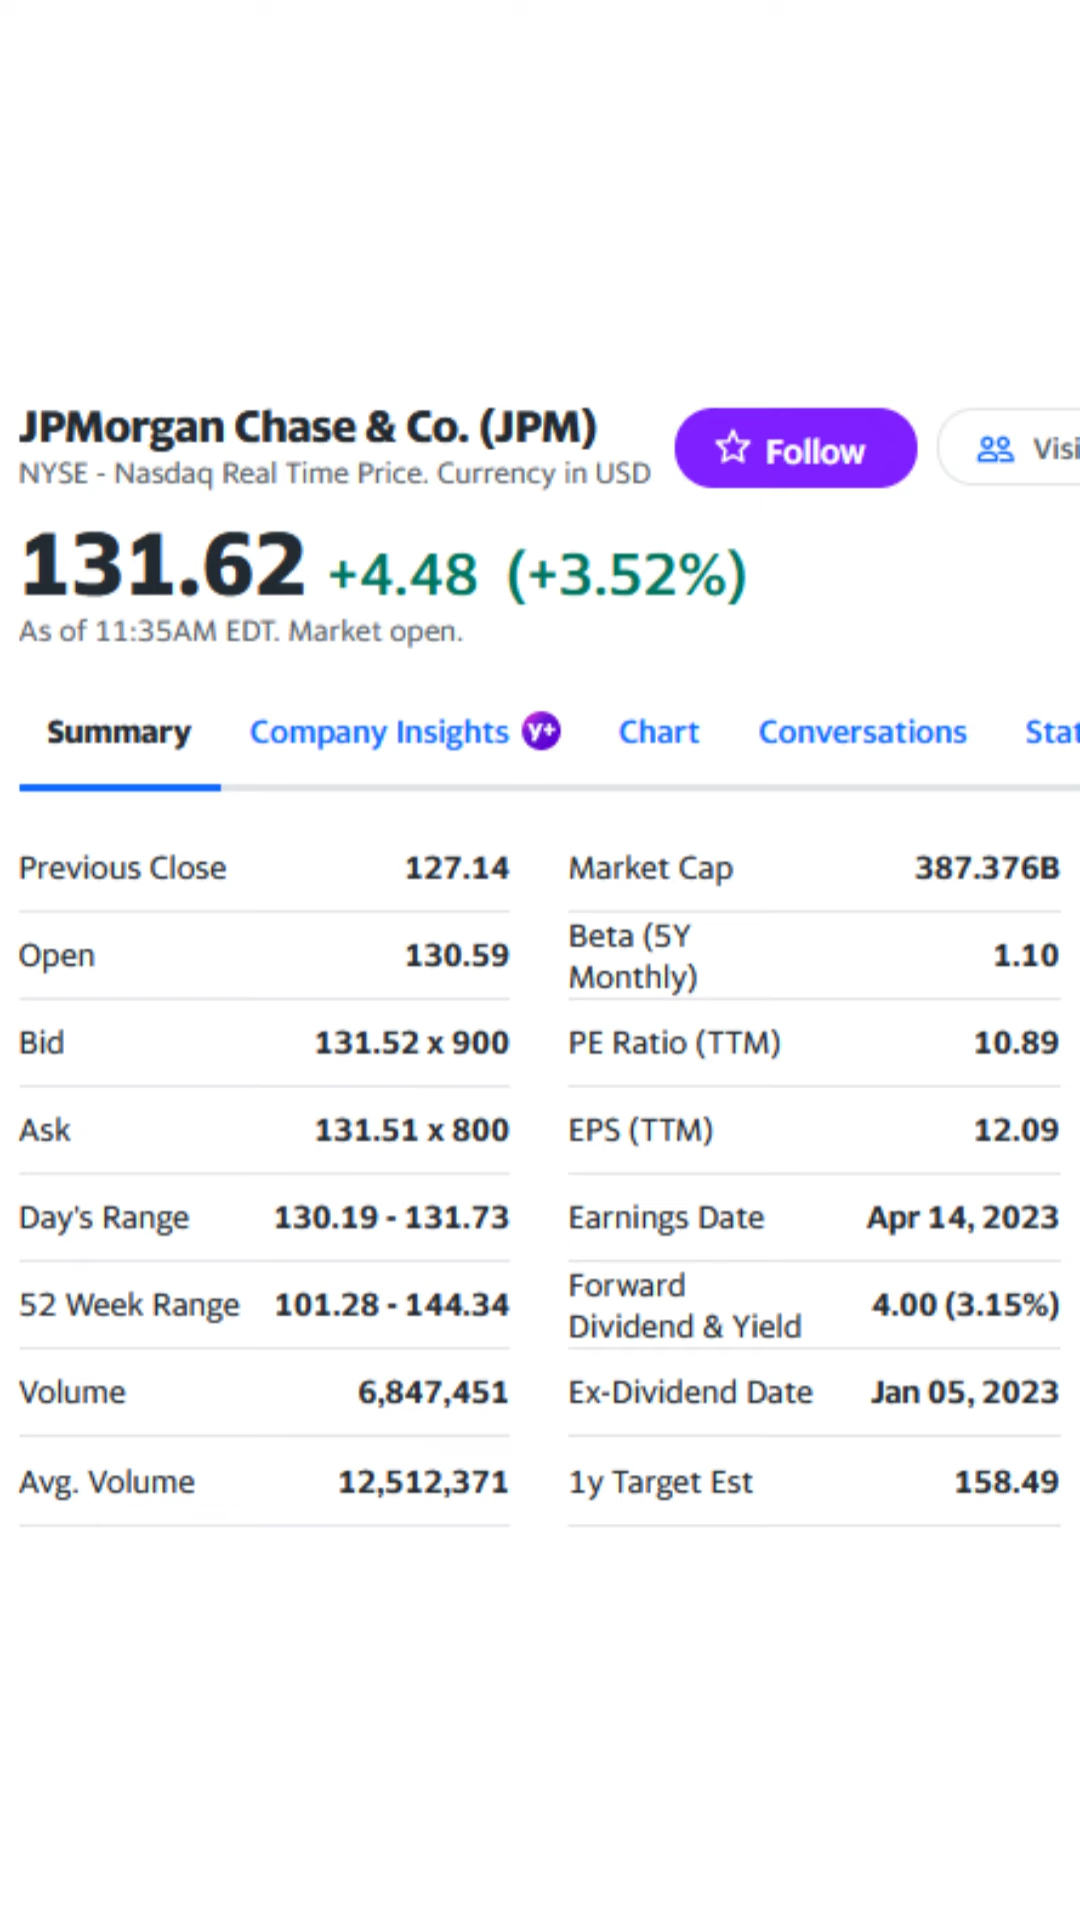 JPMorgan Chase & Co. (JPM)
NYSE - Nasdaq Real Time Price. Currency in USD
Follow
Visi
131.62 +4.48 (+3.52%)
As of 11:35AM EDT. Market open.
Summary Company Insights y+ Chart Conversations Stat
Previous Close 127.14
Open 130.59
Bid 131.52 x 900
Ask 131.51 x 800
Day's Range 130.19 - 131.73
52 Week Range 101.28 - 144.34
Volume 6,847,451
Avg. Volume 12,512,371
Market Cap 387.376B
Beta (5Y
Monthly) 1.10
PE Ratio (TTM) 10.89
EPS (TTM) 12.09
Earnings Date Apr 14, 2023
Forward
Dividend & Yield 4.00 (3.15%)
Ex-Dividend Date Jan 05, 2023
1y Target Est 158.49